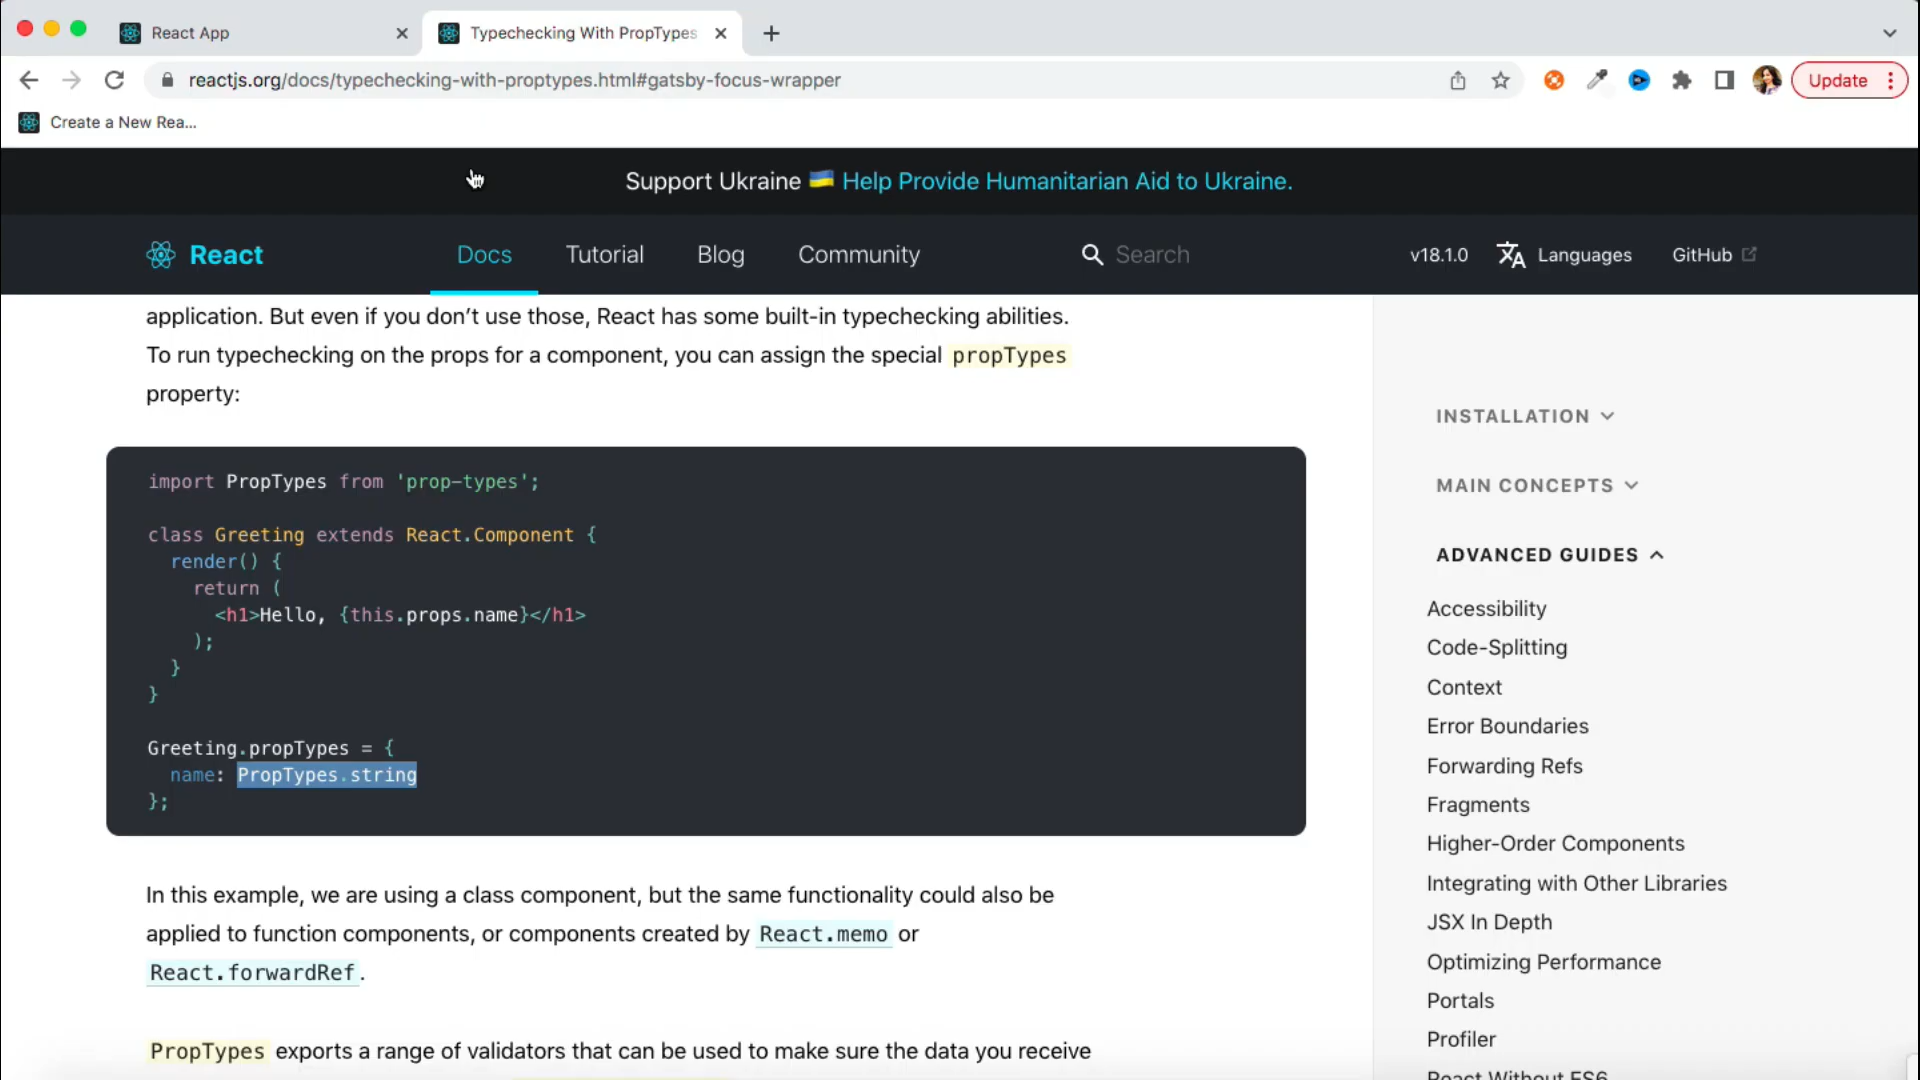 React App
Typechecking With PropTypes
reactjs.org/docs/typechecking-with-proptypes.html#gatsby-focus-wrapper
Update
Create a New Rea...
Support Ukraine 🇺🇦 Help Provide Humanitarian Aid to Ukraine.
React
Docs
Tutorial
Blog
Community
Search
v18.1.0
Languages
GitHub
application. But even if you don’t use those, React has some built-in typechecking abilities.
To run typechecking on the props for a component, you can assign the special propTypes
property:
import PropTypes from 'prop-types';
class Greeting extends React.Component {
  render() {
    return (
      <h1>Hello, {this.props.name}</h1>
    );
  }
}
Greeting.propTypes = {
  name: PropTypes.string
};
In this example, we are using a class component, but the same functionality could also be
applied to function components, or components created by React.memo or
React.forwardRef.
PropTypes exports a range of validators that can be used to make sure the data you receive
INSTALLATION
MAIN CONCEPTS
ADVANCED GUIDES
Accessibility
Code-Splitting
Context
Error Boundaries
Forwarding Refs
Fragments
Higher-Order Components
Integrating with Other Libraries
JSX In Depth
Optimizing Performance
Portals
Profiler
React Without ES6